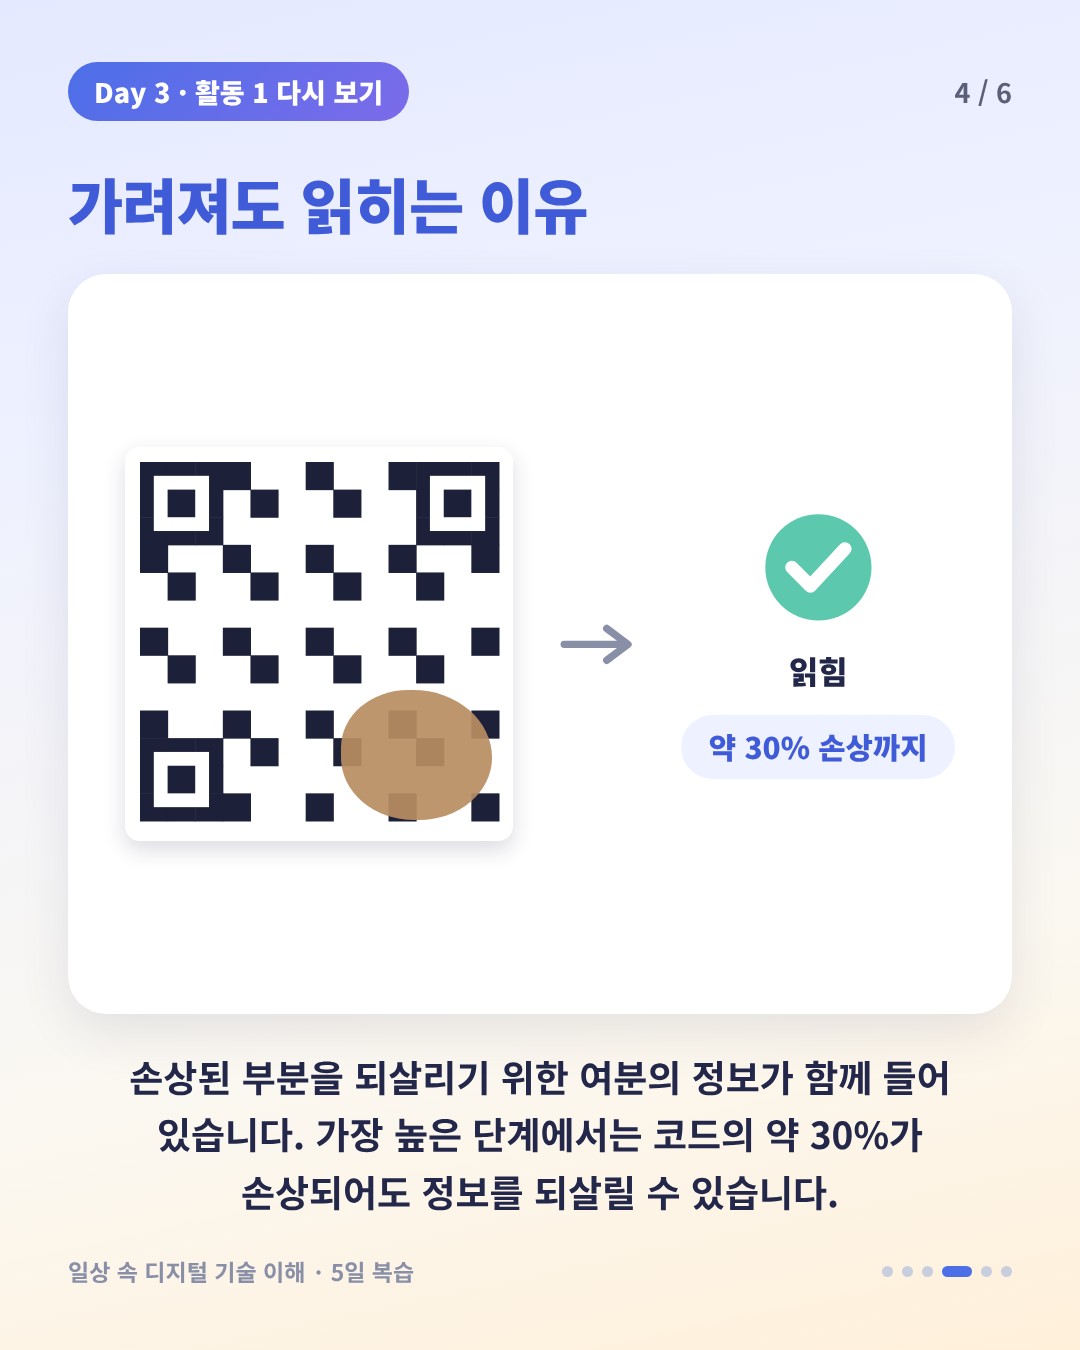 Day 3 · 활동 1 다시 보기
4 / 6
가려져도 읽히는 이유
읽힘
약 30% 손상까지
손상된 부분을 되살리기 위한 여분의 정보가 함께 들어
있습니다. 가장 높은 단계에서는 코드의 약 30%가
손상되어도 정보를 되살릴 수 있습니다.
일상 속 디지털 기술 이해 · 5일 복습